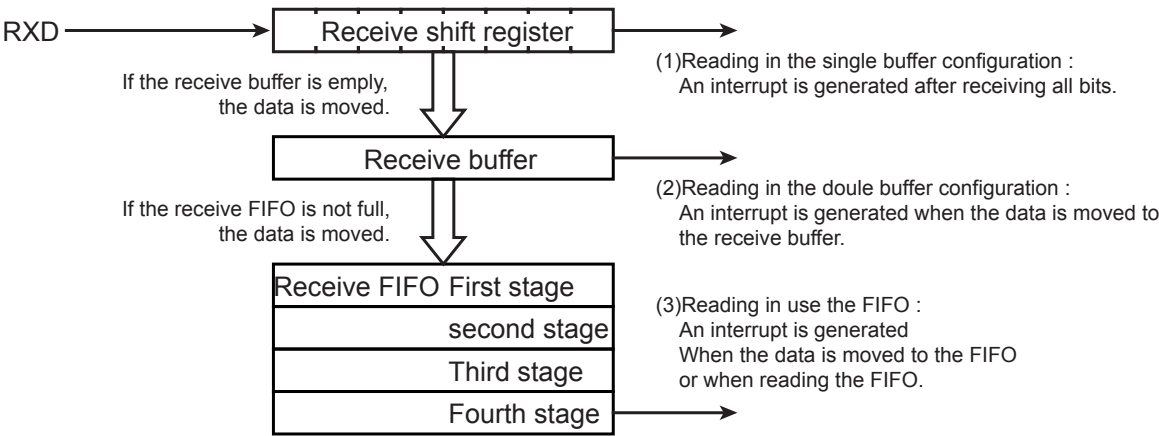 RXD
Receive shift register
(1)Reading in the single buffer configuration :
An interrupt is generated after receiving all bits.
If the receive buffer is emply,
the data is moved.
Receive buffer
(2)Reading in the doule buffer configuration :
An interrupt is generated when the data is moved to
the receive buffer.
If the receive FIFO is not full,
the data is moved.
Receive FIFO First stage
second stage
Third stage
Fourth stage
(3)Reading in use the FIFO :
An interrupt is generated
When the data is moved to the FIFO
or when reading the FIFO.